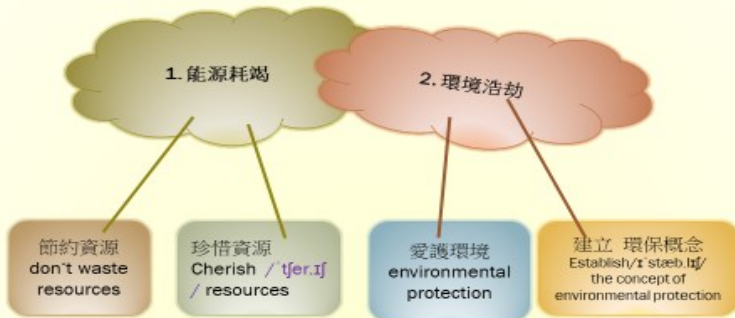 1. 能源耗竭
2. 環境浩劫
節約資源
don't waste
resources
珍惜資源
Cherish /ˋtʃer.ɪʃ
/ resources
愛護環境
environmental
protection
建立 環保概念
Establish/ɪˋstæb.lɪʃ/
the concept of
environmental protection